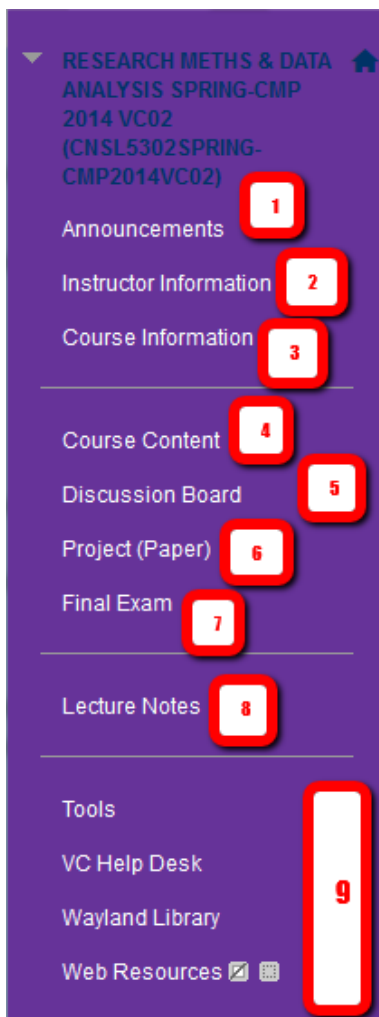 RESEARCH METHS & DATA
ANALYSIS SPRING-CMP
2014 VC02
(CNSL5302SPRING-
CMP2014VC02)
1
Announcements
Instructor Information 2
Course Information 3
Course Content 4
Discussion Board 5
Project (Paper) 6
Final Exam 7
Lecture Notes 8
Tools
VC Help Desk
9
Wayland Library
Web Resources